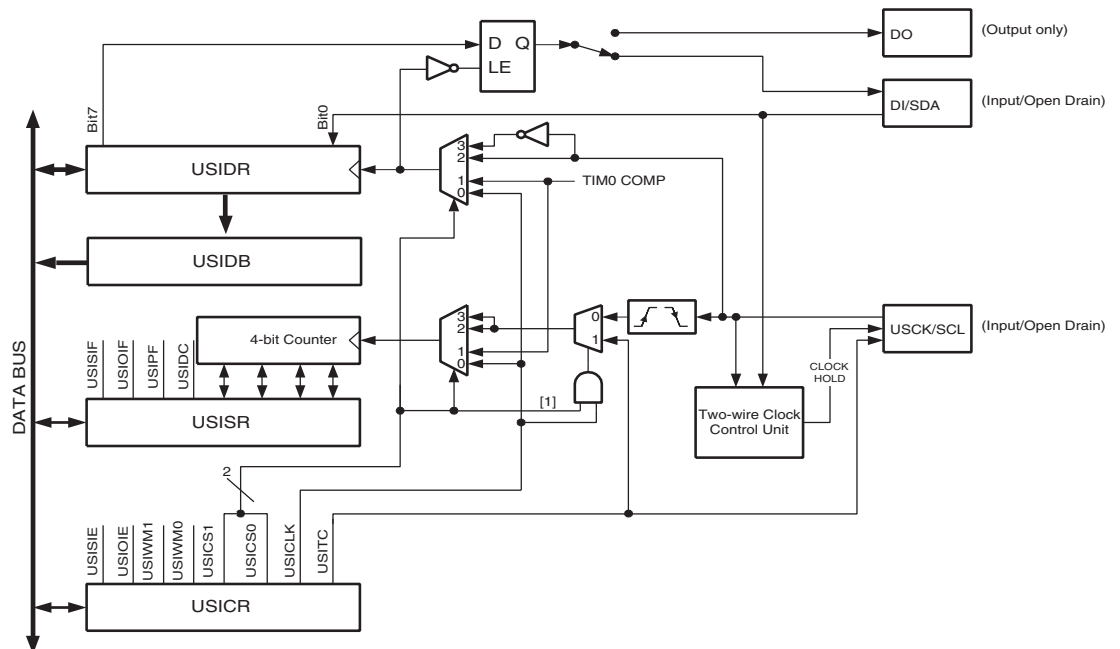 DO
(Output only)
D Q
LE
DI/SDA
(Input/Open Drain)
Bit7
Bit0
USIDR
3
2
1
0
TIM0 COMP
USIDB
DATA BUS
4-bit Counter
3
2
1
0
0
1
USCK/SCL
(Input/Open Drain)
CLOCK
HOLD
USISIF
USIOIF
USIPF
USIDC
[1]
Two-wire Clock
Control Unit
USISR
2
USISIE
USIOIE
USIWM1
USIWM0
USICS1
USICS0
USICLK
USITC
USICR